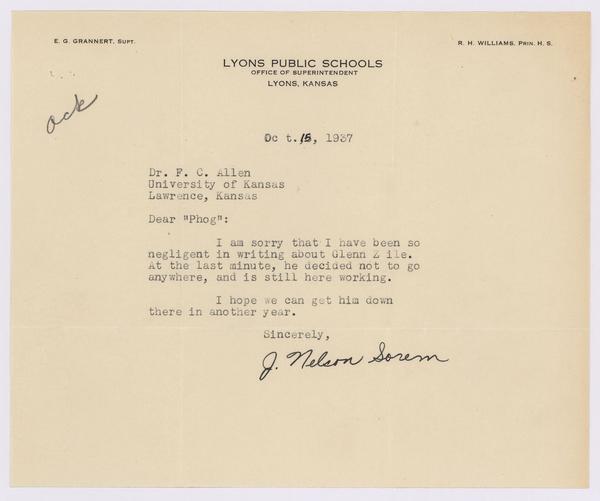 E. G. GRANNERT, SUPT.
R. H. WILLIAMS, PRIN. H. S.
LYONS PUBLIC SCHOOLS
OFFICE OF SUPERINTENDENT
LYONS, KANSAS
ack
Oc t. 15, 1937
Dr. F. C. Allen
University of Kansas
Lawrence, Kansas
Dear "Phog":
I am sorry that I have been so
negligent in writing about Glenn Z ile.
At the last minute, he decided not to go
anywhere, and is still here working.
I hope we can get him down
there in another year.
Sincerely,
J. Nelson Sorem